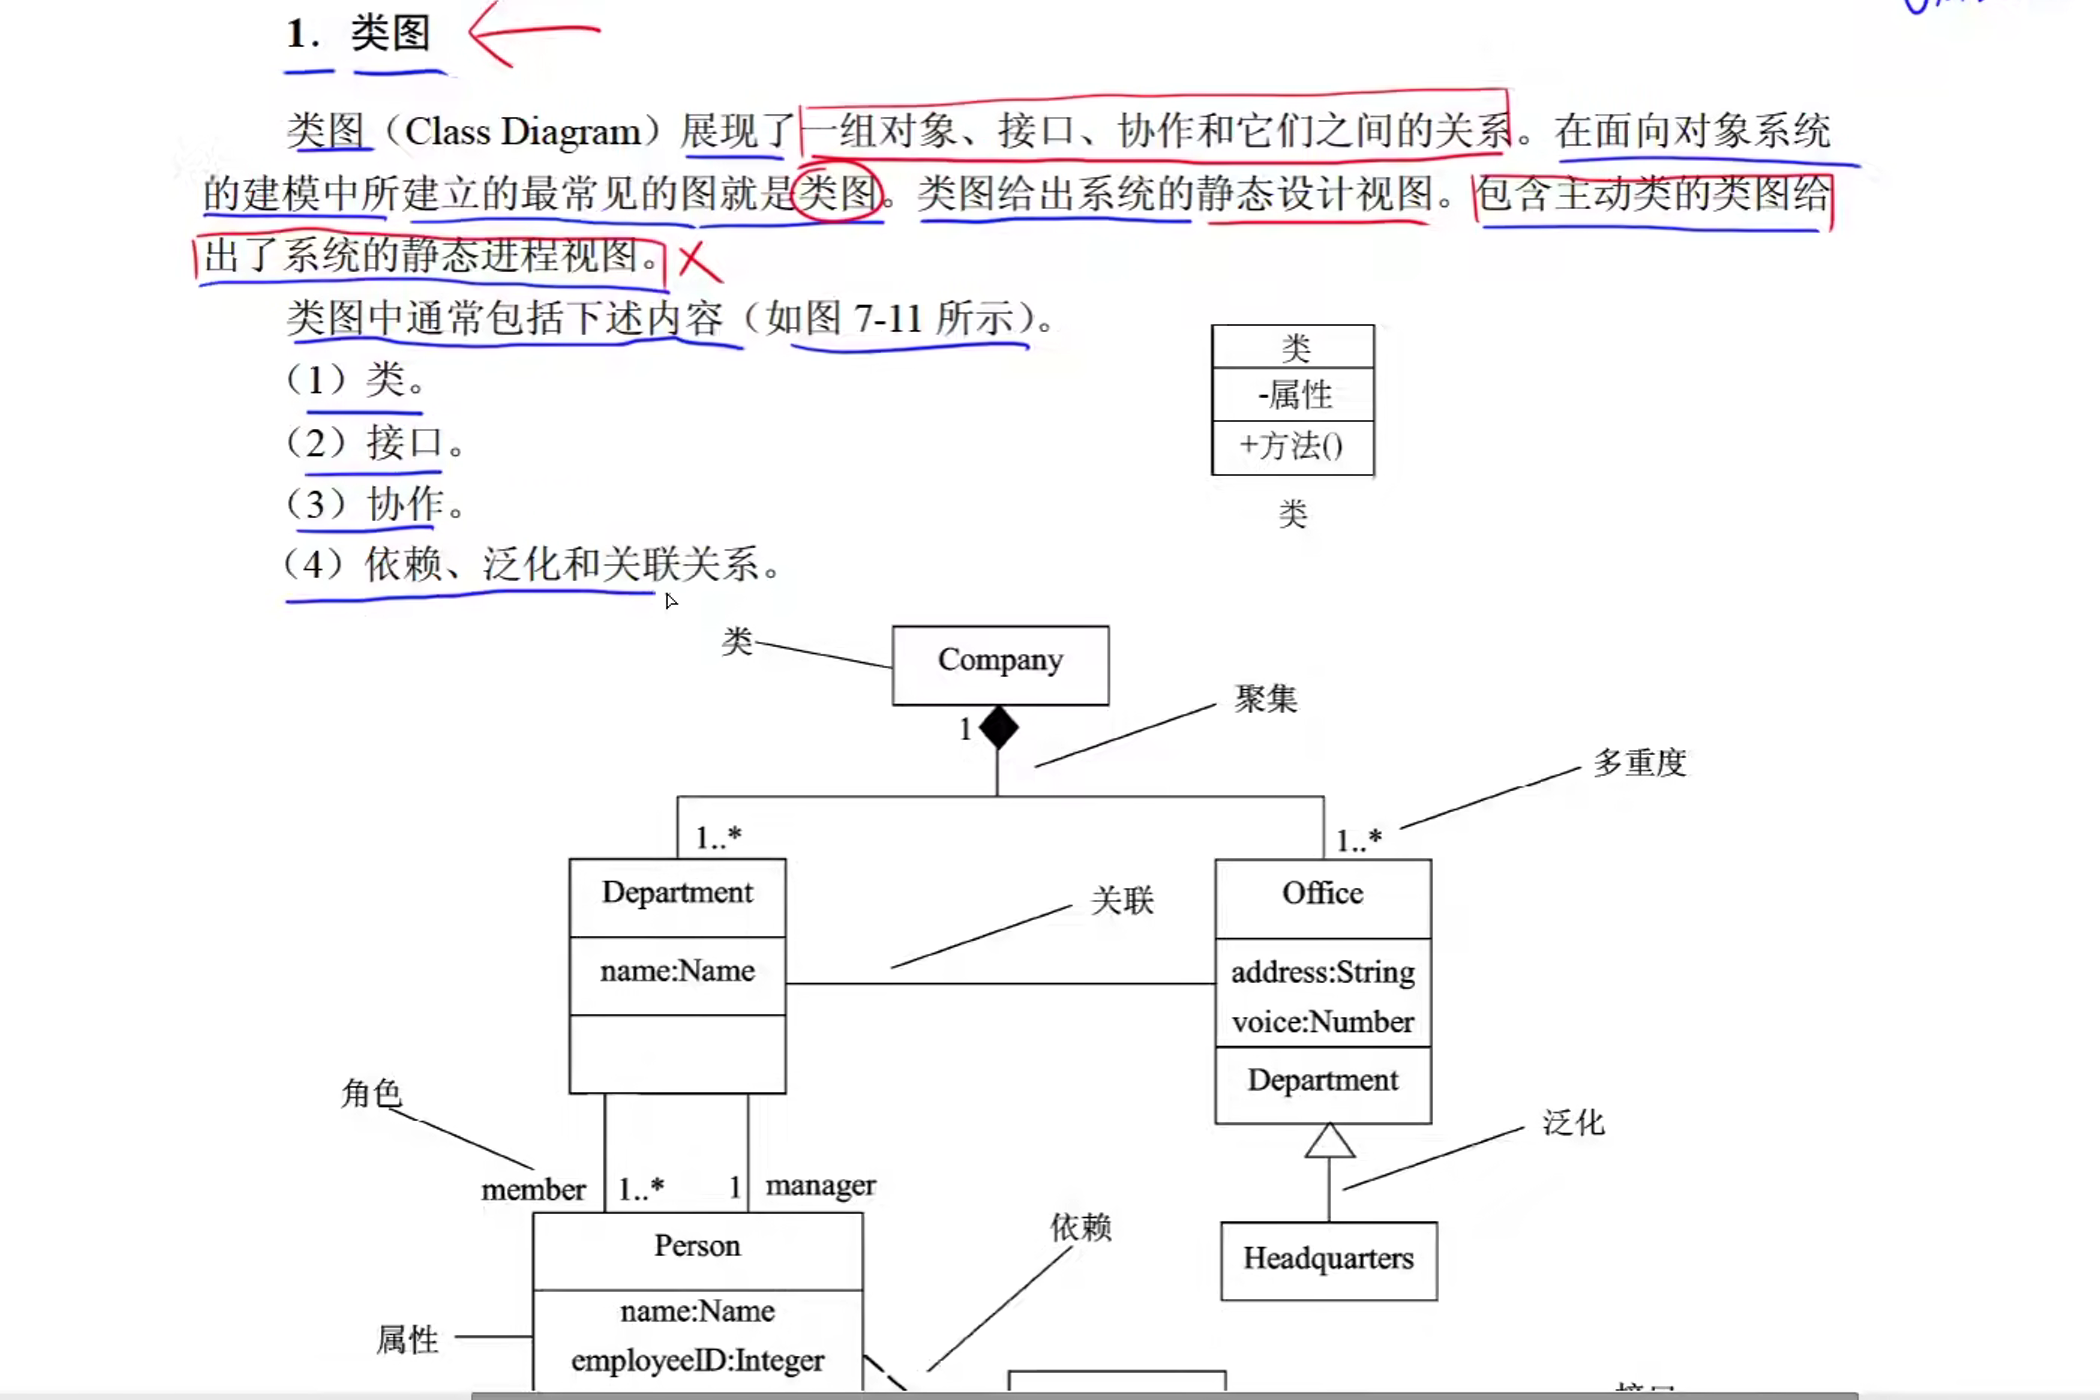 1. 类图
类图（Class Diagram）展现了一组对象、接口、协作和它们之间的关系。在面向对象系统
的建模中所建立的最常见的图就是类图。类图给出系统的静态设计视图。包含主动类的类图给
出了系统的静态进程视图。
类图中通常包括下述内容（如图 7-11 所示）。
（1）类。
（2）接口。
（3）协作。
（4）依赖、泛化和关联关系。
类
-属性
+方法()
类
类
Company
聚集
1
多重度
1..*
1..*
Department
Office
关联
name:Name
address:String
voice:Number
Department
角色
泛化
member
1..*
1
manager
依赖
Person
Headquarters
name:Name
属性
employeeID:Integer